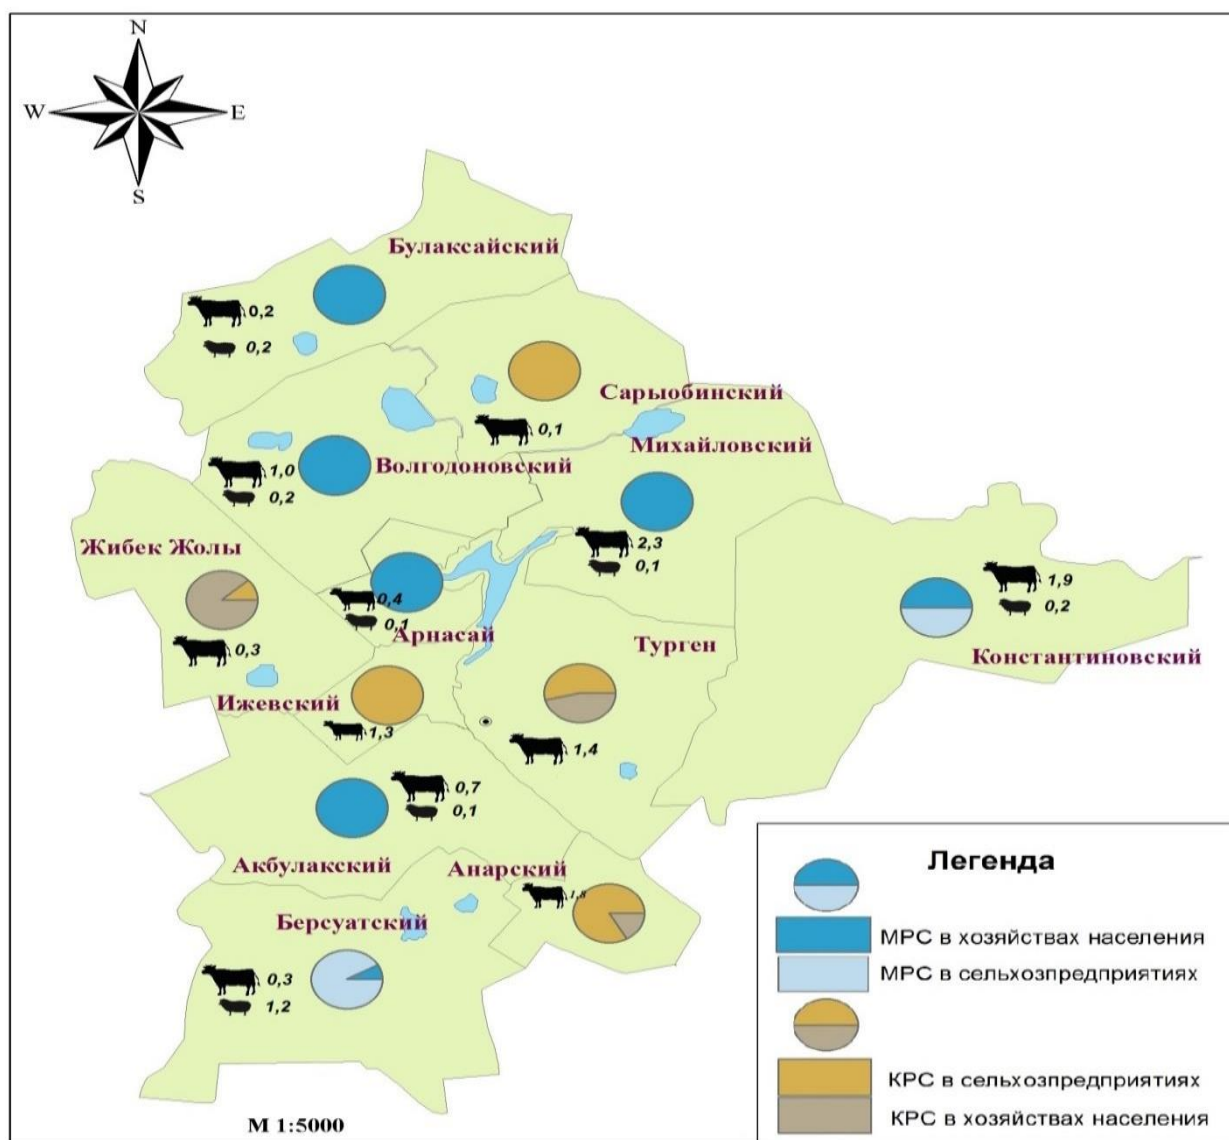 N
W
E
S
Булаксайский
0,2
0,2
Сарыобинский
0,1
Михайловский
Волгодоновский
1,0
0,2
2,3
0,1
Жибек Жолы
0,3
0,4
0,1
Арнасай
Турген
1,9
0,2
Константиновский
Ижевский
1,3
1,4
0,7
0,1
Акбулакский
Анарский
1,8
Берсуатский
0,3
1,2
М 1:5000
Легенда
МРС в хозяйствах населения
МРС в сельхозпредприятиях
КРС в сельхозпредприятиях
КРС в хозяйствах населения